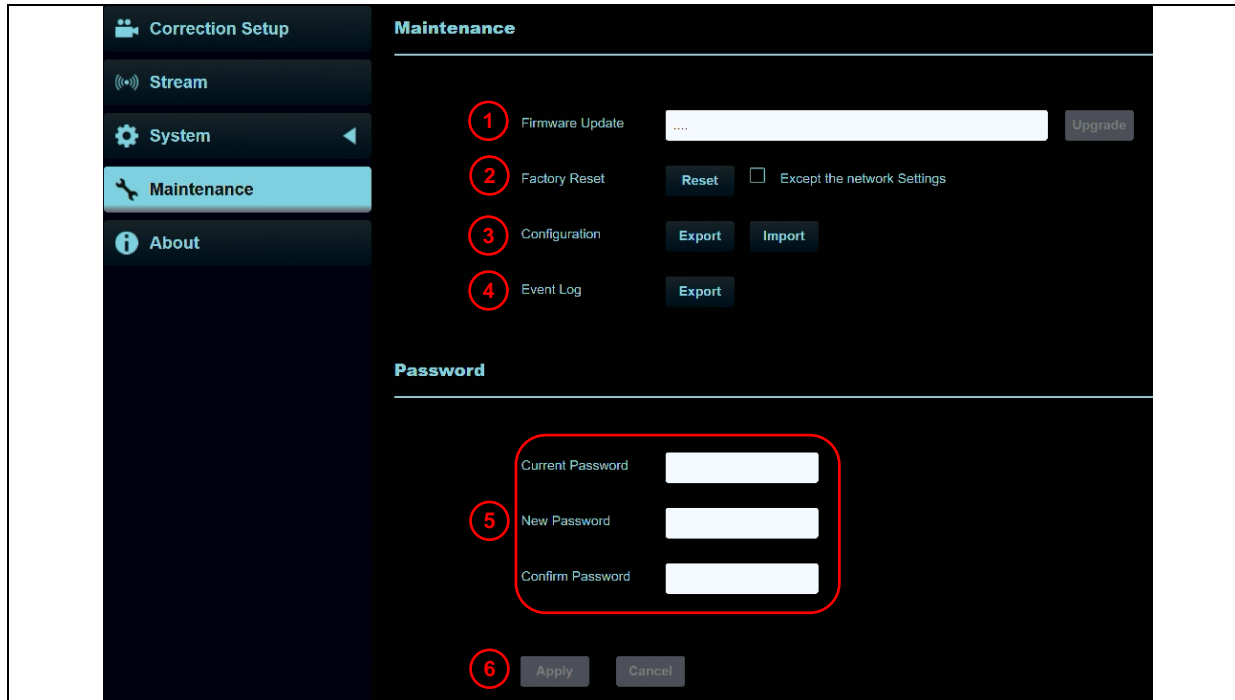 Correction Setup
Stream
System
Maintenance
About
Maintenance
1 Firmware Update .... Upgrade
2 Factory Reset Reset Except the network Settings
3 Configuration Export Import
4 Event Log Export
Password
Current Password
5 New Password
Confirm Password
6 Apply Cancel